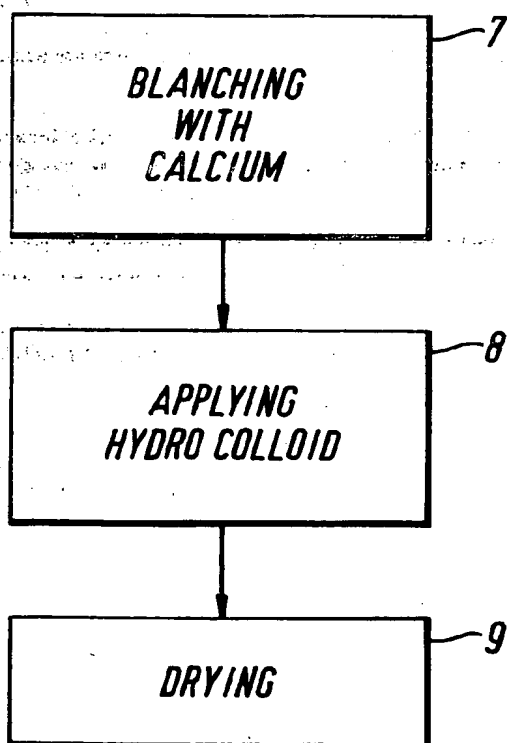 7
BLANCHING
WITH
CALCIUM
8
APPLYING
HYDRO COLLOID
9
DRYING